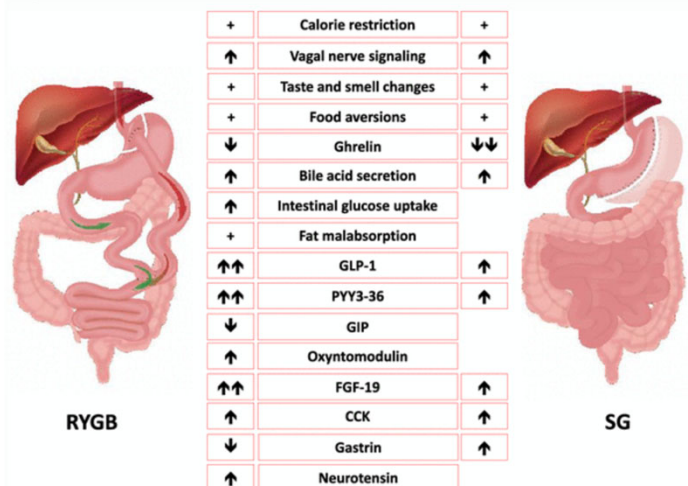 + Calorie restriction +
↑ Vagal nerve signaling ↑
+ Taste and smell changes +
+ Food aversions +
↓ Ghrelin ↓↓
↑ Bile acid secretion ↑
↑ Intestinal glucose uptake
+ Fat malabsorption
↑↑ GLP-1 ↑
↑↑ PYY3-36 ↑
↓ GIP
↑ Oxyntomodulin
↑↑ FGF-19 ↑
↑ CCK ↑
↓ Gastrin ↑
↑ Neurotensin
RYGB
SG